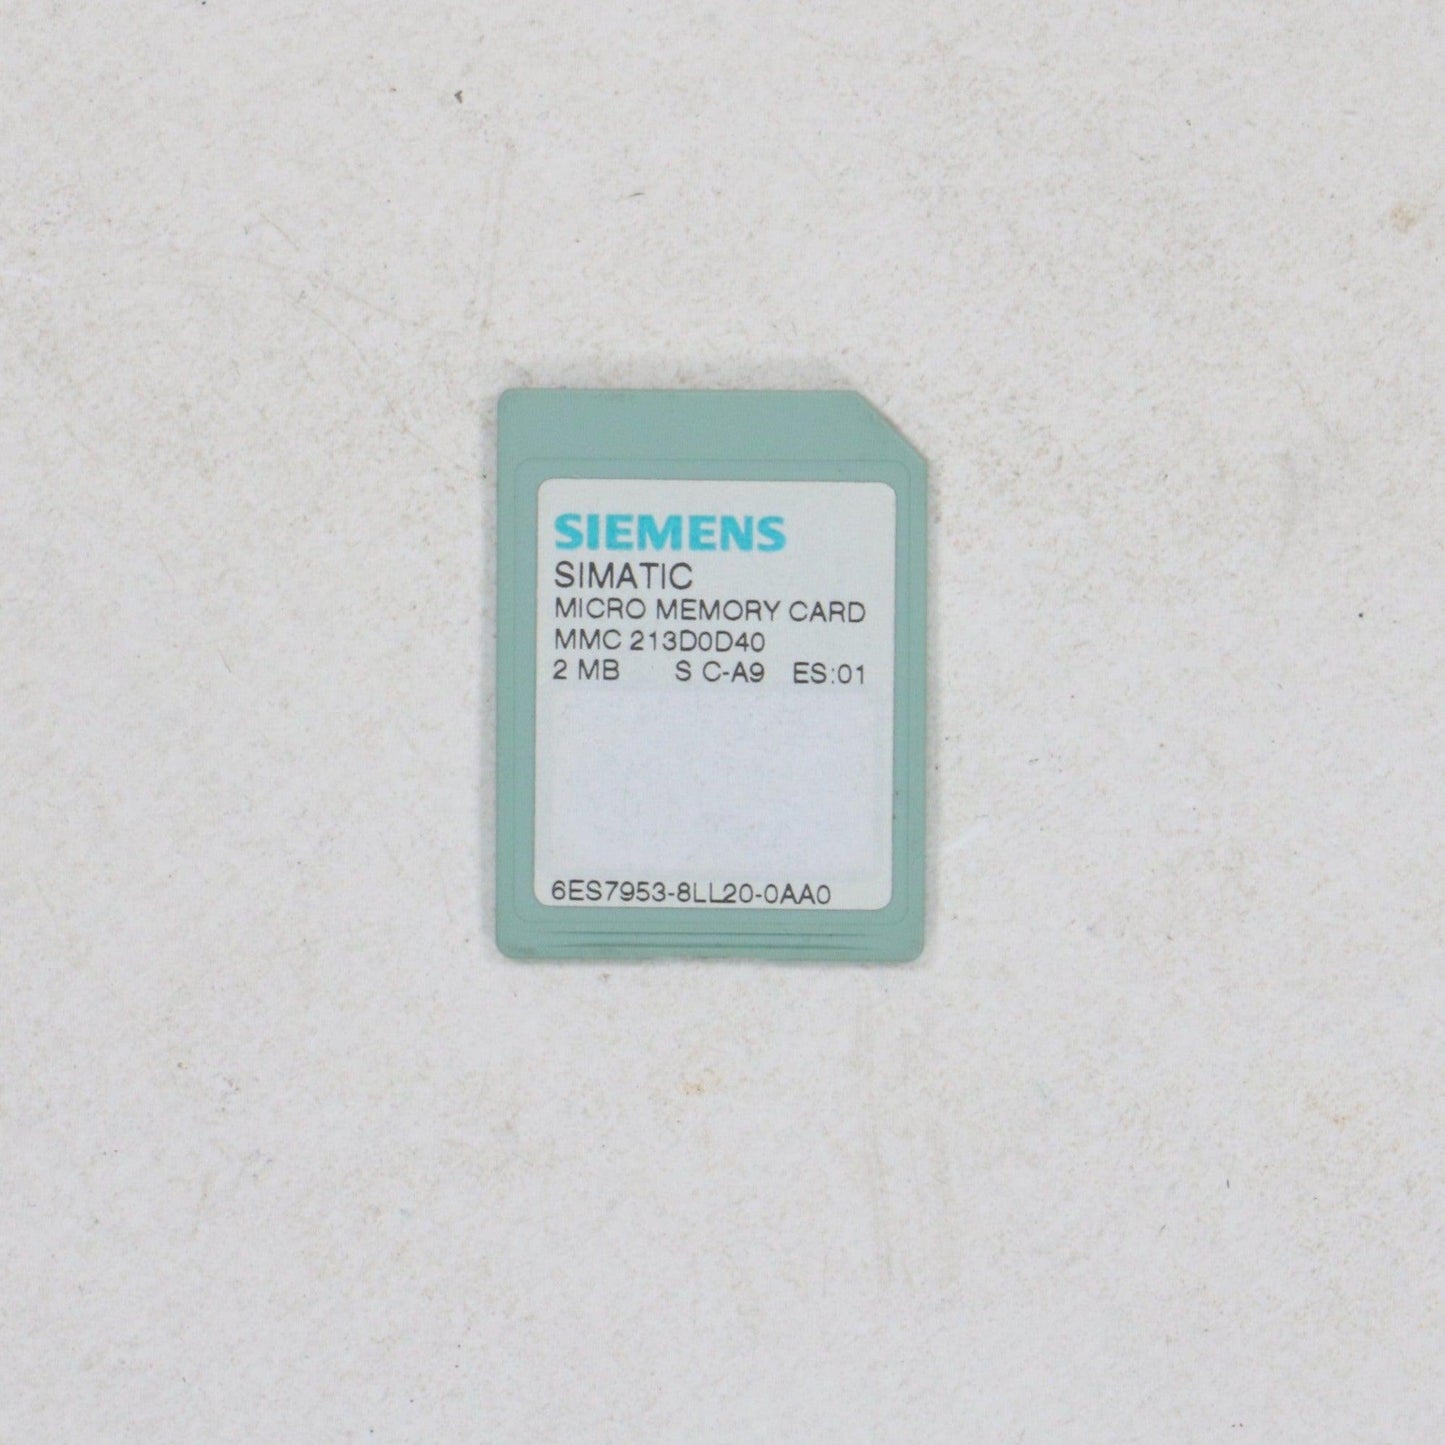 SIEMENS
SIMATIC
MICRO MEMORY CARD
MMC 213D0D40
2 MB S C-A9 ES:01
6ES7953-8LL20-0AA0